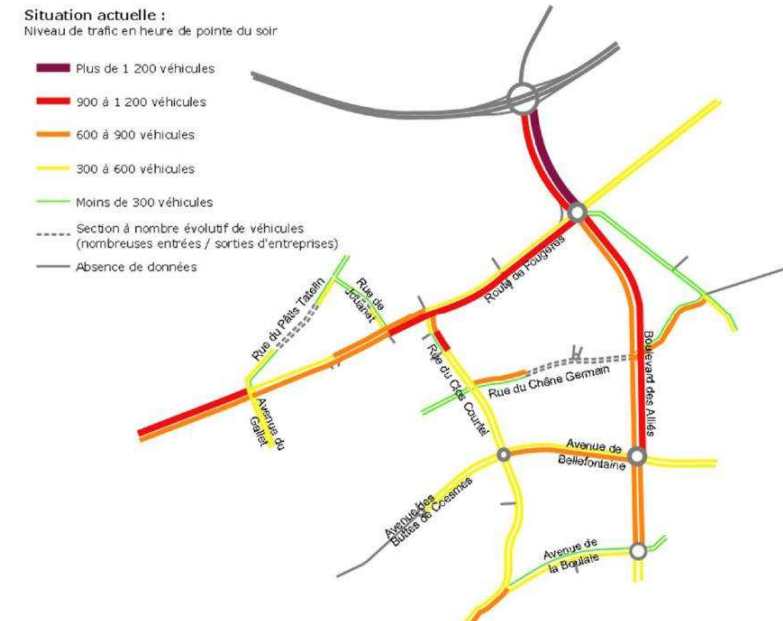 Situation actuelle :
Niveau de trafic en heure de pointe du soir
Plus de 1 200 véhicules
900 à 1 200 véhicules
600 à 900 véhicules
300 à 600 véhicules
Moins de 300 véhicules
Section à nombre évolutif de véhicules
(nombreuses entrées / sorties d'entreprises)
Absence de données
Route de Fougères
Rue du Pâtis Tatelin
Rue de
Jouanet
Rue du Clos Courtel
Rue du Chêne Germain
Boulevard des Alliés
Avenue du
Gallet
Avenue de
Bellefontaine
Avenue des
Buttes de Coesmes
Avenue de
la Boulaie